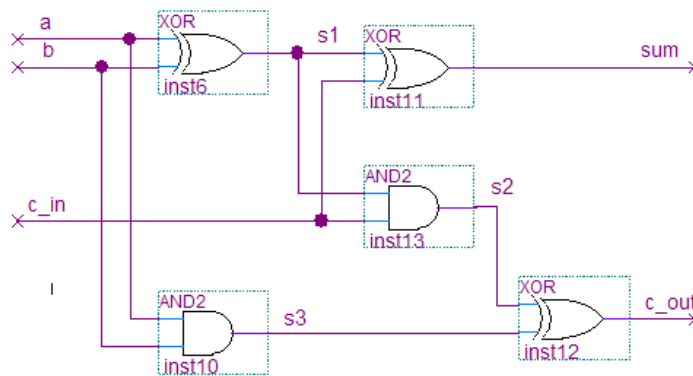 a
XOR
s1
XOR
sum
b
inst6
inst11
AND2
s2
c_in
inst13
XOR
AND2
s3
c_out
inst12
inst10